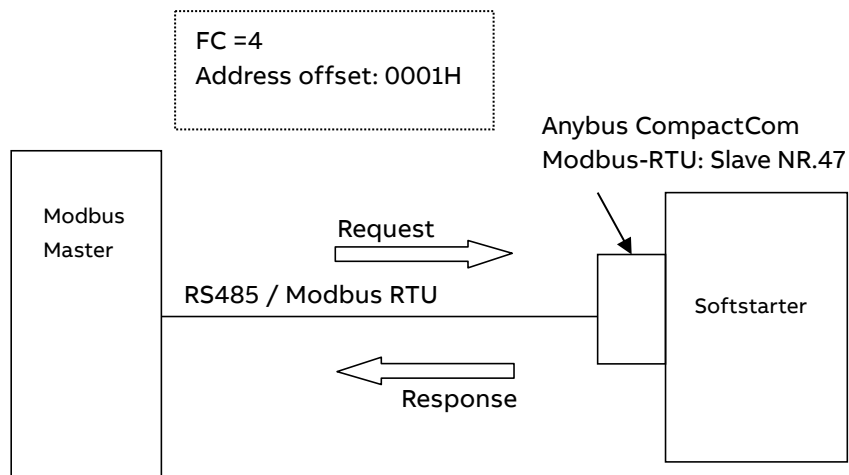 FC =4
Address offset: 0001H
Anybus CompactCom
Modbus-RTU: Slave NR.47
Modbus
Master
Request
RS485 / Modbus RTU
Softstarter
Response